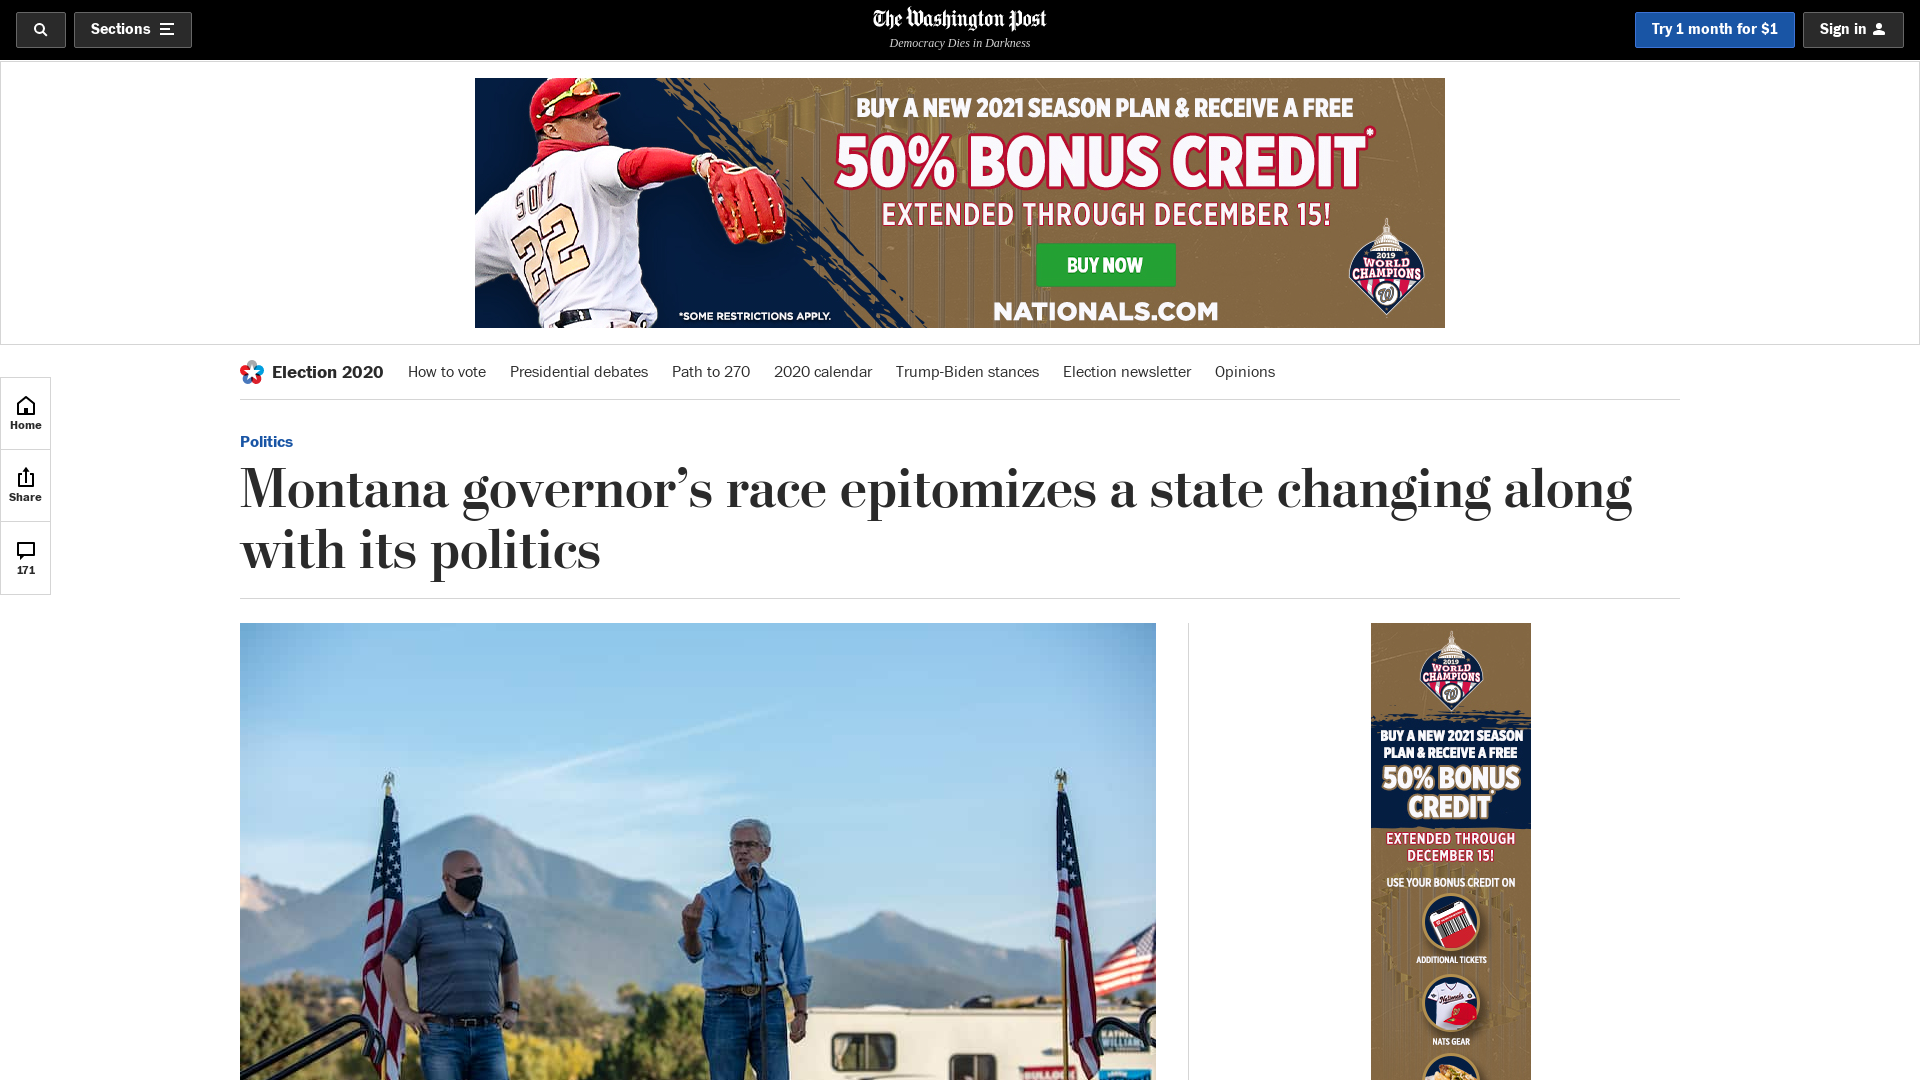 Sections
The Washington Post
Democracy Dies in Darkness
Try 1 month for $1
Sign in
BUY A NEW 2021 SEASON PLAN & RECEIVE A FREE
50% BONUS CREDIT*
EXTENDED THROUGH DECEMBER 15!
BUY NOW
NATIONALS.COM
*SOME RESTRICTIONS APPLY.
SOTO
22
2019
WORLD
CHAMPIONS
W
Election 2020
How to vote
Presidential debates
Path to 270
2020 calendar
Trump-Biden stances
Election newsletter
Opinions
Home
Share
171
Politics
Montana governor’s race epitomizes a state changing along
with its politics
2019
WORLD
CHAMPIONS
W
BUY A NEW 2021 SEASON
PLAN & RECEIVE A FREE
50% BONUS
CREDIT*
EXTENDED THROUGH
DECEMBER 15!
USE YOUR BONUS CREDIT ON
ADDITIONAL TICKETS
Nationals
NATS GEAR
WILLIAMS
BULLOCK